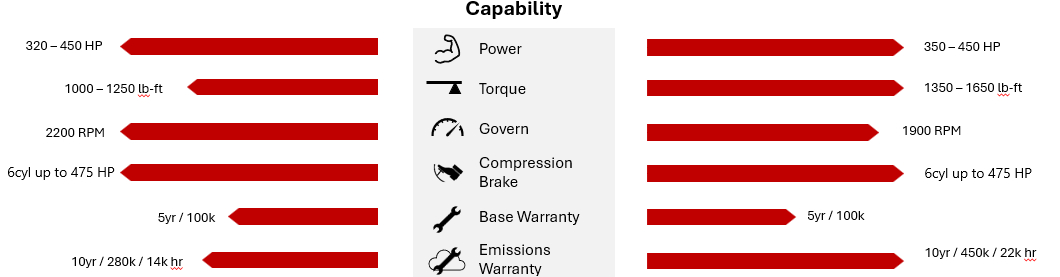 Capability
320 – 450 HP
Power
350 – 450 HP
1000 – 1250 lb-ft
Torque
1350 – 1650 lb-ft
2200 RPM
Govern
1900 RPM
6cyl up to 475 HP
Compression
Brake
6cyl up to 475 HP
5yr / 100k
Base Warranty
5yr / 100k
10yr / 280k / 14k hr
Emissions
Warranty
10yr / 450k / 22k hr